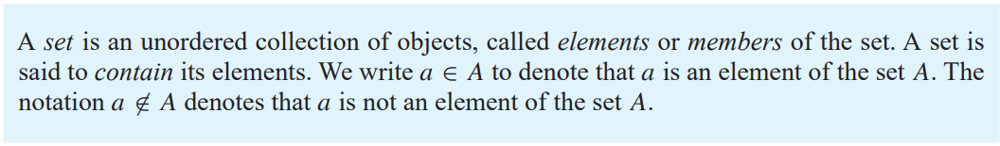 A set is an unordered collection of objects, called elements or members of the set. A set is
said to contain its elements. We write a ∈ A to denote that a is an element of the set A. The
notation a ∉ A denotes that a is not an element of the set A.